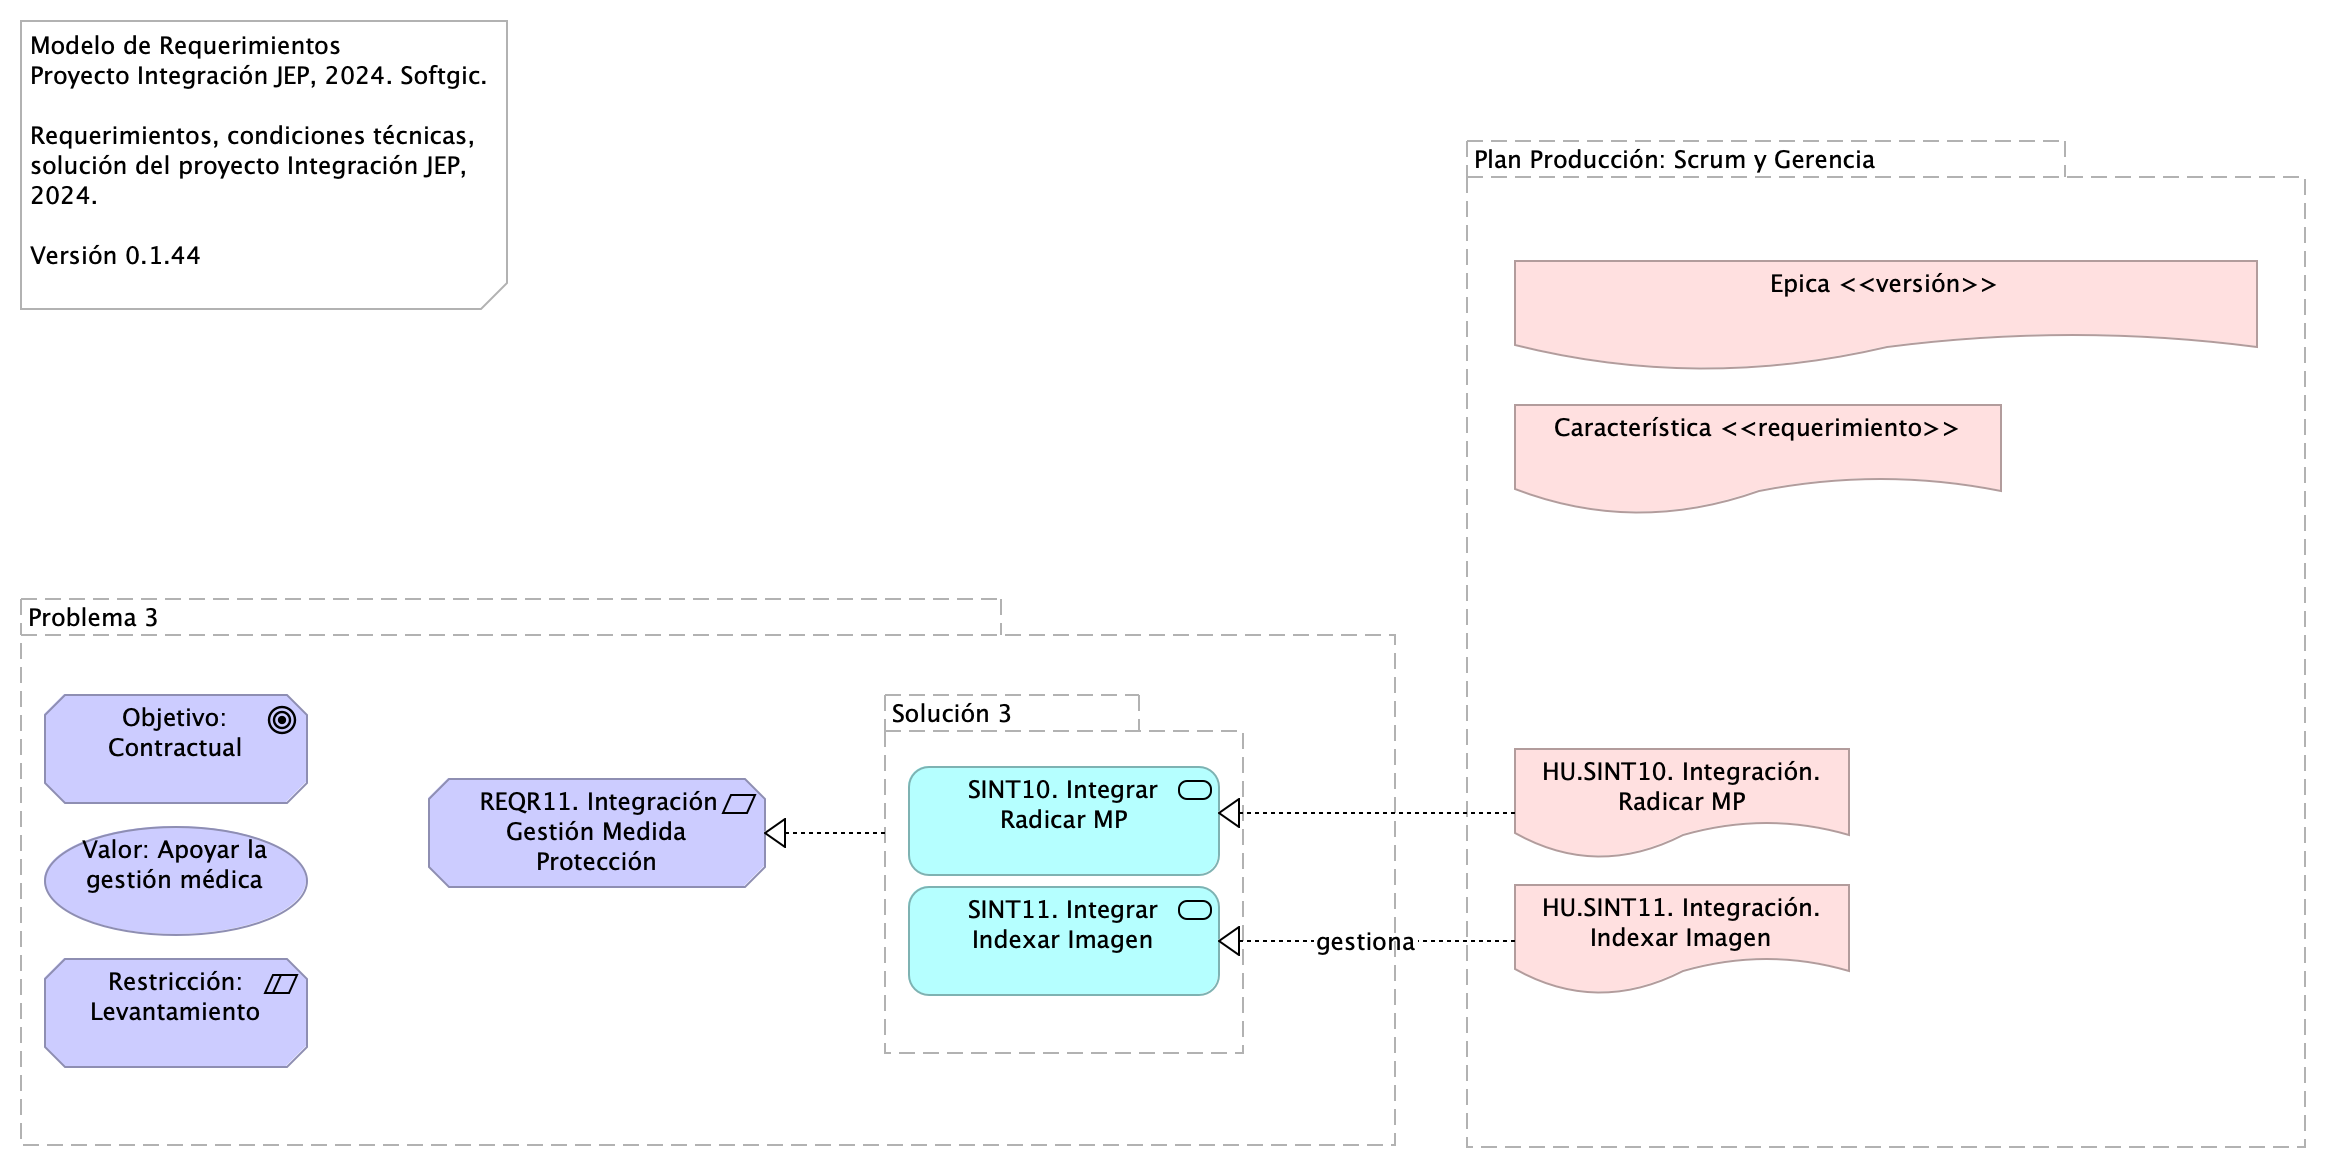 Modelo de Requerimientos
Proyecto Integración JEP, 2024. Softgic.
Requerimientos, condiciones técnicas,
solución del proyecto Integración JEP,
2024.
Versión 0.1.44
Plan Producción: Scrum y Gerencia
Epica <<versión>>
Característica <<requerimiento>>
Problema 3
Objetivo:
Contractual
Valor: Apoyar la
gestión médica
Restricción:
Levantamiento
REQR11. Integración
Gestión Medida
Protección
Solución 3
SINT10. Integrar
Radicar MP
SINT11. Integrar
Indexar Imagen
gestiona
HU.SINT10. Integración.
Radicar MP
HU.SINT11. Integración.
Indexar Imagen